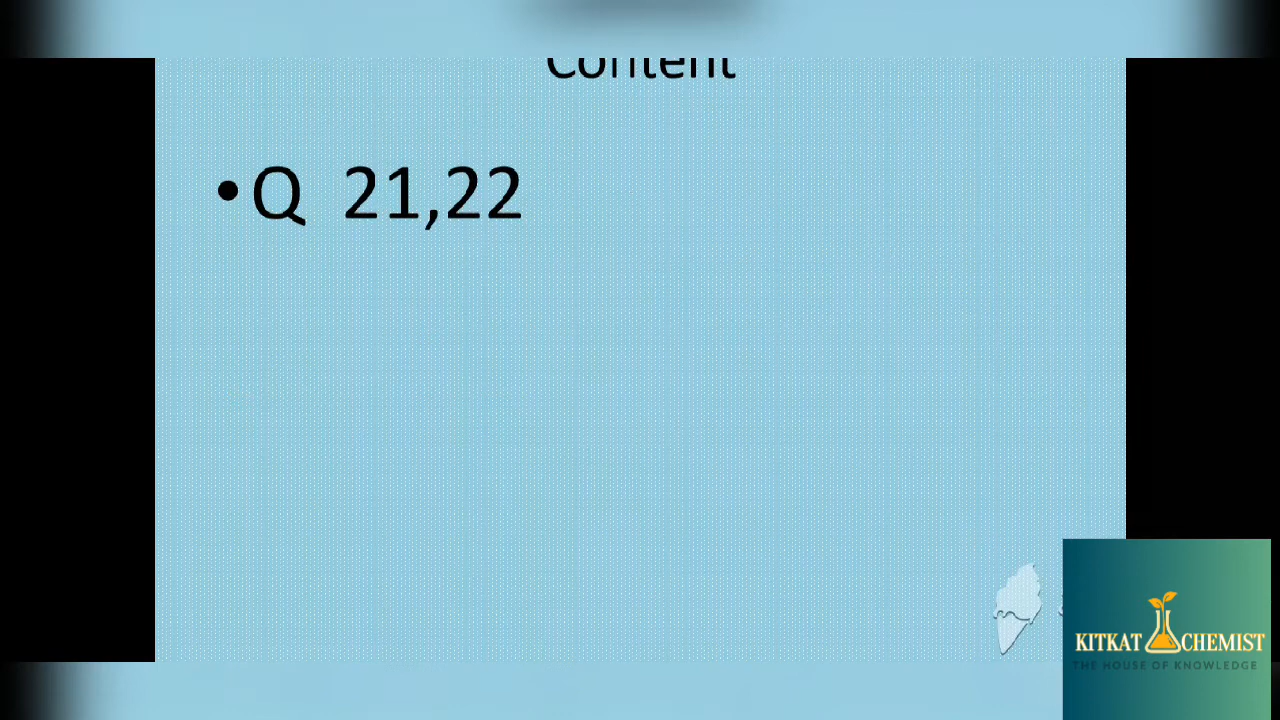 Content
•Q 21,22
KITKAT CHEMIST
THE HOUSE OF KNOWLEDGE